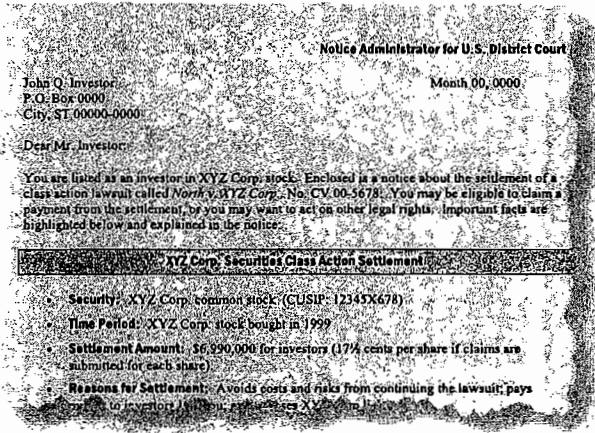 Notice Administrator for U.S. District Court
John Q. Investor
Month 00, 0000
P.O. Box 0000
City, ST 00000-0000
Dear Mr. Investor:
You are listed as an investor in XYZ Corp. stock. Enclosed is a notice about the settlement of a
class action lawsuit called North v. XYZ Corp., No. CV 00-5678. You may be eligible to claim a
payment from the settlement, or you may want to act on other legal rights. Important facts are
highlighted below and explained in the notice:
XYZ Corp. Securities Class Action Settlement
• Security: XYZ Corp. common stock (CUSIP: 12345X678)
• Time Period: XYZ Corp. stock bought in 1999
• Settlement Amount: $6,990,000 for investors (17½ cents per share if claims are
submitted for each share)
• Reasons for Settlement: Avoids costs and risks from continuing the lawsuit; pays
to investors